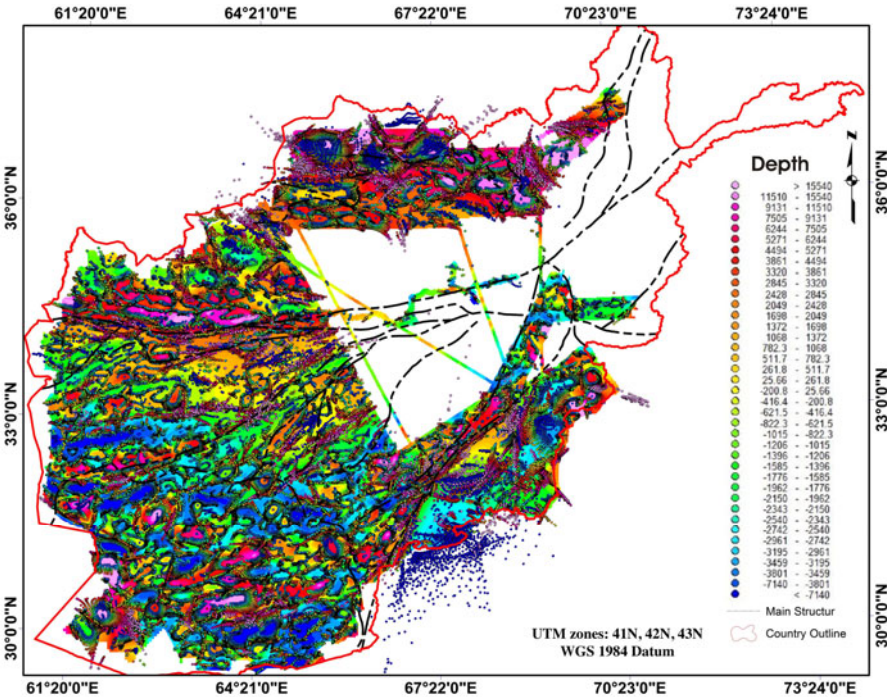 61°20'0"E 64°21'0"E 67°22'0"E 70°23'0"E 73°24'0"E
36°0'0"N
36°0'0"N
33°0'0"N
33°0'0"N
30°0'0"N
30°0'0"N
Z
Depth
> 15540
11510 - 15540
9131 - 11510
7505 - 9131
6244 - 7505
5271 - 6244
4494 - 5271
3861 - 4494
3320 - 3861
2845 - 3320
2428 - 2845
2049 - 2428
1698 - 2049
1372 - 1698
1068 - 1372
782.3 - 1068
511.7 - 782.3
261.8 - 511.7
25.66 - 261.8
-200.8 - 25.66
-416.4 - -200.8
-621.5 - -416.4
-822.3 - -621.5
-1015 - -822.3
-1206 - -1015
-1396 - -1206
-1585 - -1396
-1776 - -1585
-1962 - -1776
-2150 - -1962
-2343 - -2150
-2540 - -2343
-2742 - -2540
-2961 - -2742
-3195 - -2961
-3459 - -3195
-3801 - -3459
-7140 - -3801
< -7140
Main Structur
Country Outline
UTM zones: 41N, 42N, 43N
WGS 1984 Datum
61°20'0"E 64°21'0"E 67°22'0"E 70°23'0"E 73°24'0"E